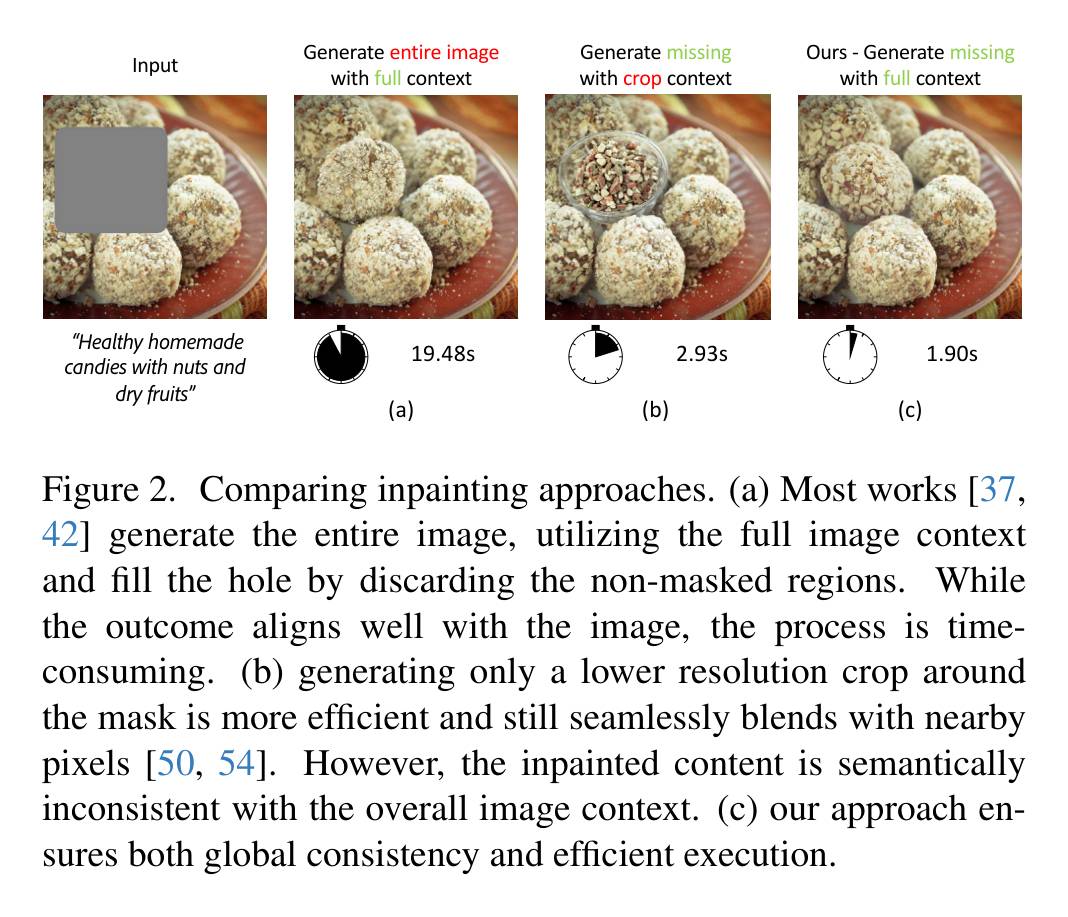 Input
Generate entire image
with full context
Generate missing
with crop context
Ours - Generate missing
with full context
“Healthy homemade
candies with nuts and
dry fruits”
19.48s
2.93s
1.90s
(a)
(b)
(c)
Figure 2. Comparing inpainting approaches. (a) Most works [37,
42] generate the entire image, utilizing the full image context
and fill the hole by discarding the non-masked regions. While
the outcome aligns well with the image, the process is time-
consuming. (b) generating only a lower resolution crop around
the mask is more efficient and still seamlessly blends with nearby
pixels [50, 54]. However, the inpainted content is semantically
inconsistent with the overall image context. (c) our approach en-
sures both global consistency and efficient execution.